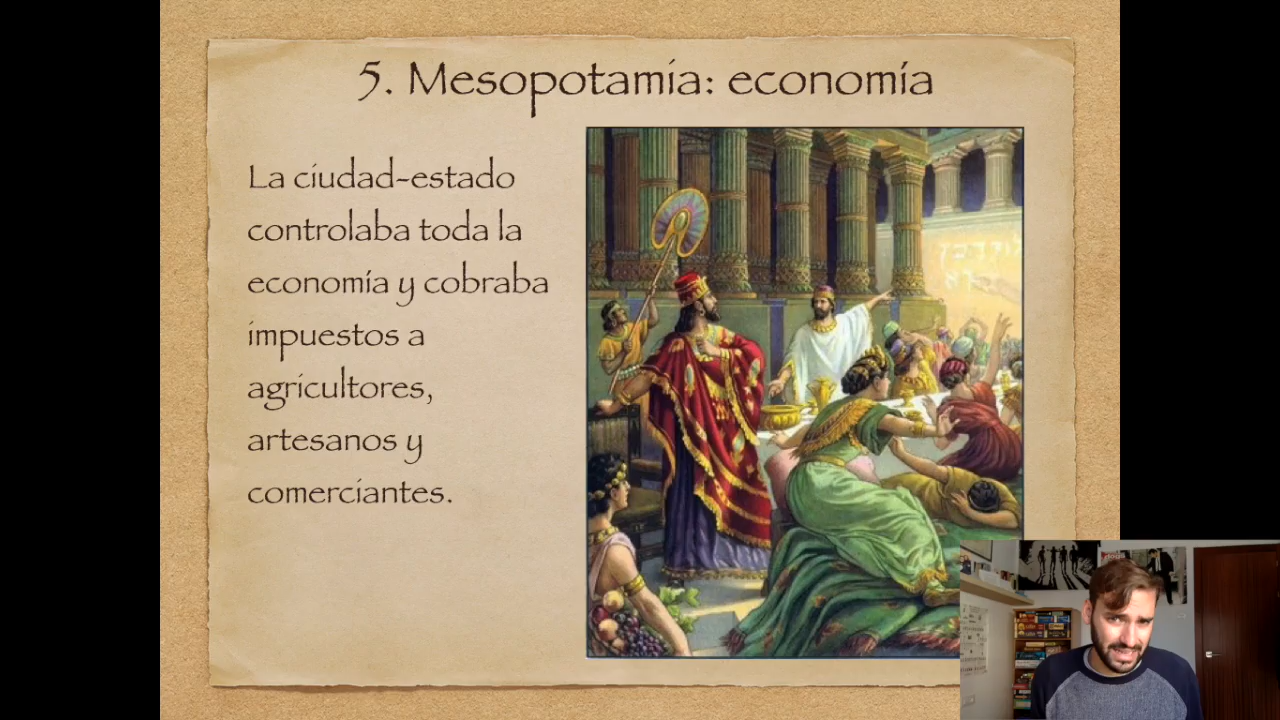 5. Mesopotamia: economía
La ciudad-estado
controlaba toda la
economía y cobraba
impuestos a
agricultores,
artesanos y
comerciantes.